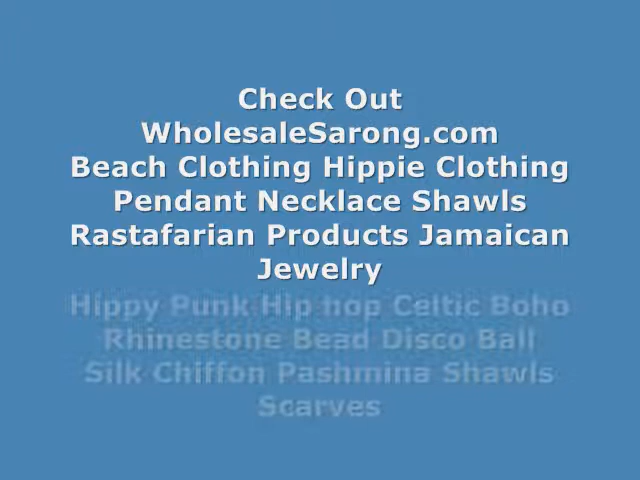 Check Out
WholesaleSarong.com
Beach Clothing Hippie Clothing
Pendant Necklace Shawls
Rastafarian Products Jamaican
Jewelry
Hippy Punk Hip hop Celtic Boho
Rhinestone Bead Disco Ball
Silk Chiffon Pashmina Shawls
Scarves